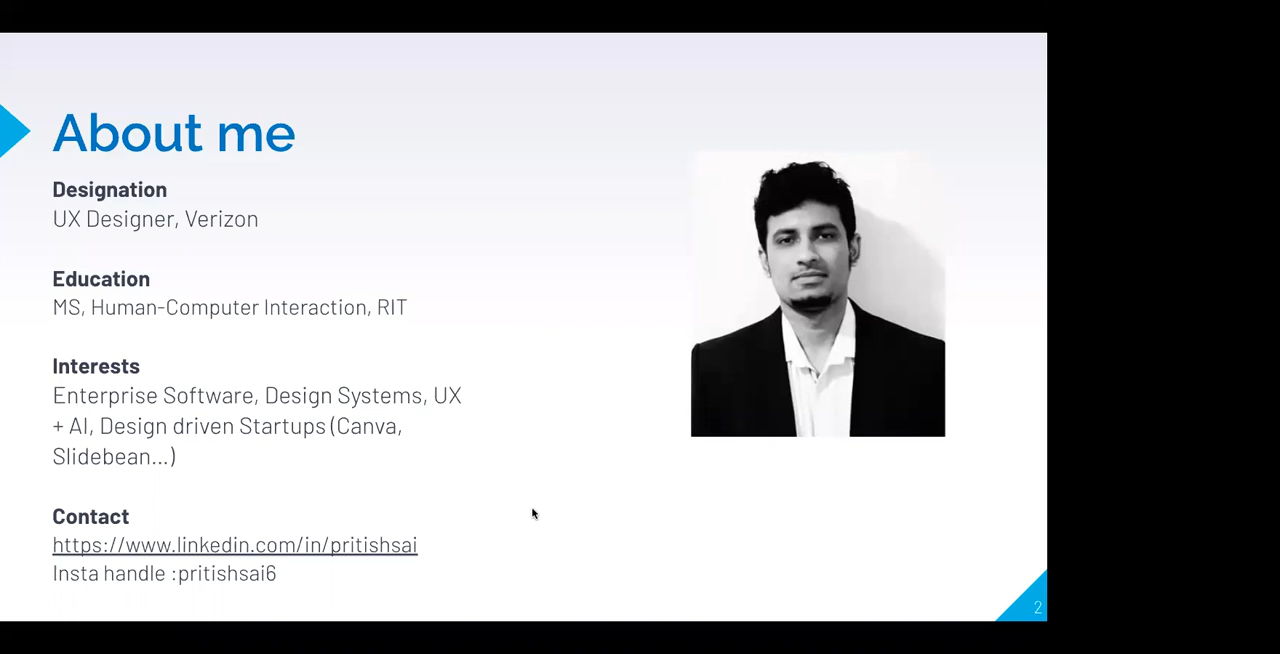 About me
Designation
UX Designer, Verizon
Education
MS, Human-Computer Interaction, RIT
Interests
Enterprise Software, Design Systems, UX
+ AI, Design driven Startups (Canva,
Slidebean...)
Contact
https://www.linkedin.com/in/pritishsai
Insta handle :pritishsai6
2